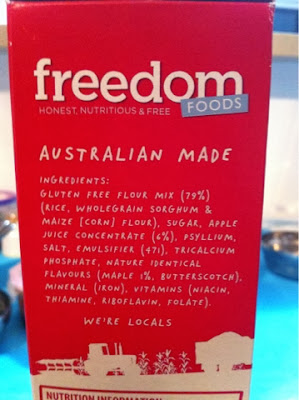 freedom
FOODS
HONEST, NUTRITIOUS & FREE
AUSTRALIAN MADE
INGREDIENTS:
GLUTEN FREE FLOUR MIX (79%)
(RICE, WHOLEGRAIN SORGHUM &
MAIZE [CORN] FLOUR), SUGAR, APPLE
JUICE CONCENTRATE (6%), PSYLLIUM,
SALT, EMULSIFIER (471), TRICALCIUM
PHOSPHATE, NATURE IDENTICAL
FLAVOURS (MAPLE 1%, BUTTERSCOTCH),
MINERAL (IRON), VITAMINS (NIACIN,
THIAMINE, RIBOFLAVIN, FOLATE).
WE'RE LOCALS
NUTRITION INFORMATION